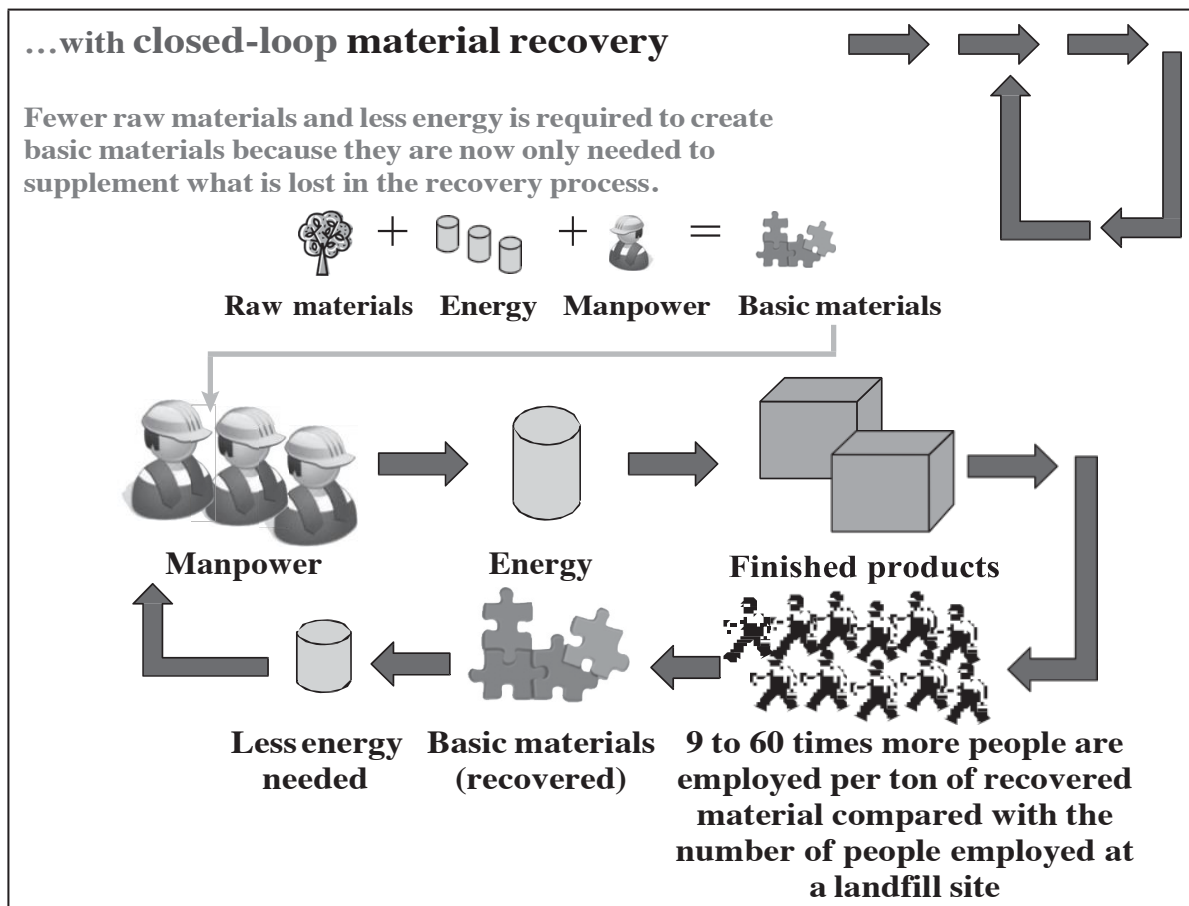 …with closed-loop material recovery
Fewer raw materials and less energy is required to create
basic materials because they are now only needed to
supplement what is lost in the recovery process.
+ + =
Raw materials Energy Manpower Basic materials
Manpower Energy Finished products
Less energy
needed
Basic materials
(recovered)
9 to 60 times more people are
employed per ton of recovered
material compared with the
number of people employed at
a landfill site